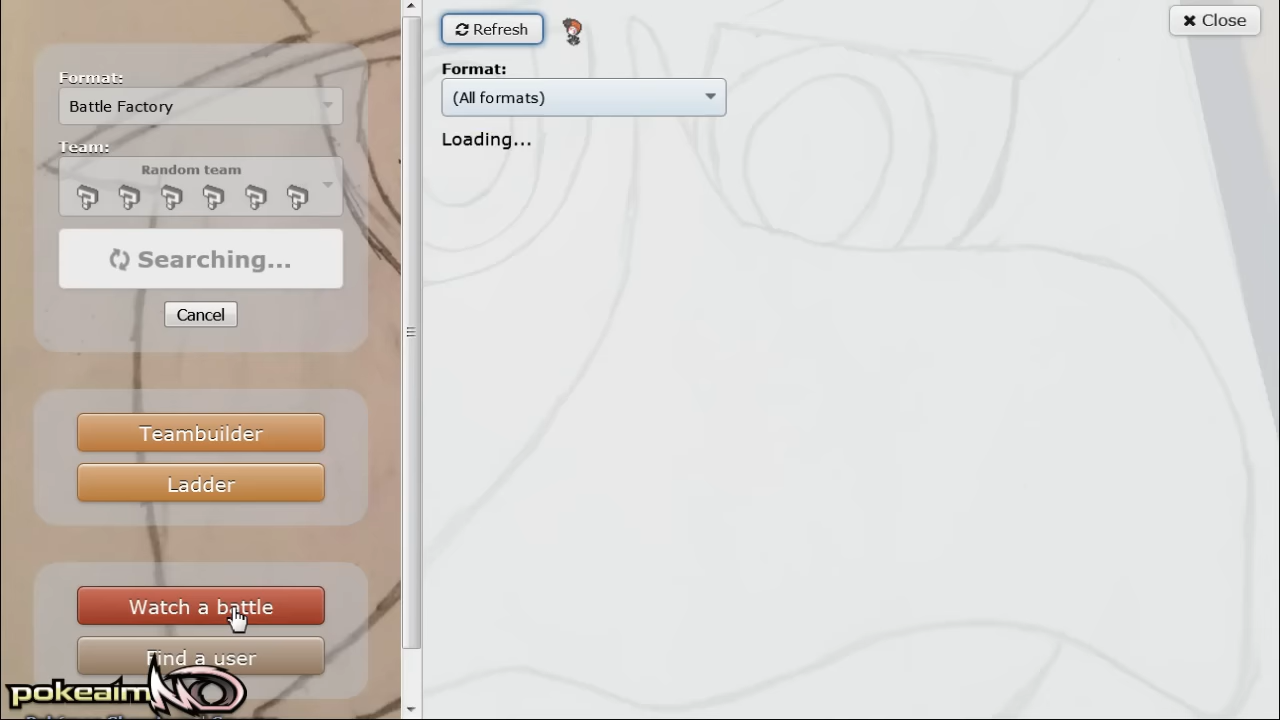 Format:
Battle Factory
Team:
Random team
Searching...
Cancel
Teambuilder
Ladder
Watch a battle
Find a user
pokeaimMD
Refresh
Close
Format:
(All formats)
Loading...